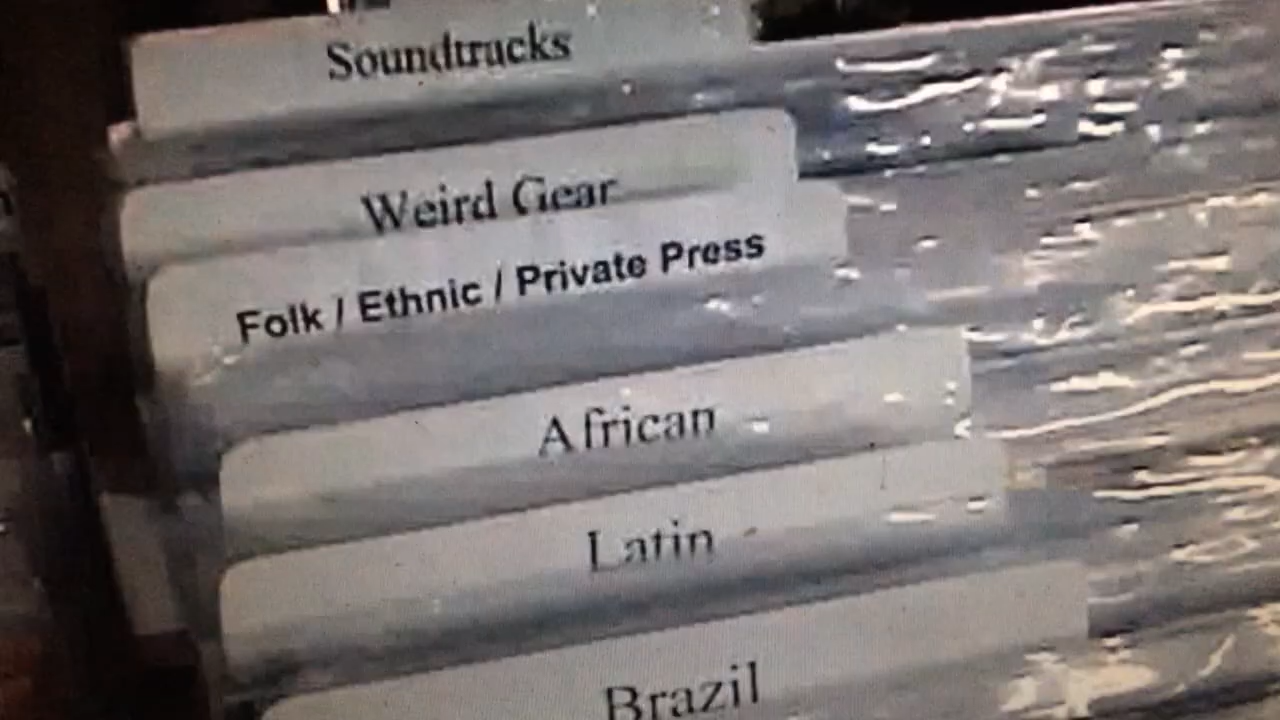 Soundtracks
Weird Gear
Folk / Ethnic / Private Press
African
Latin
Brazil